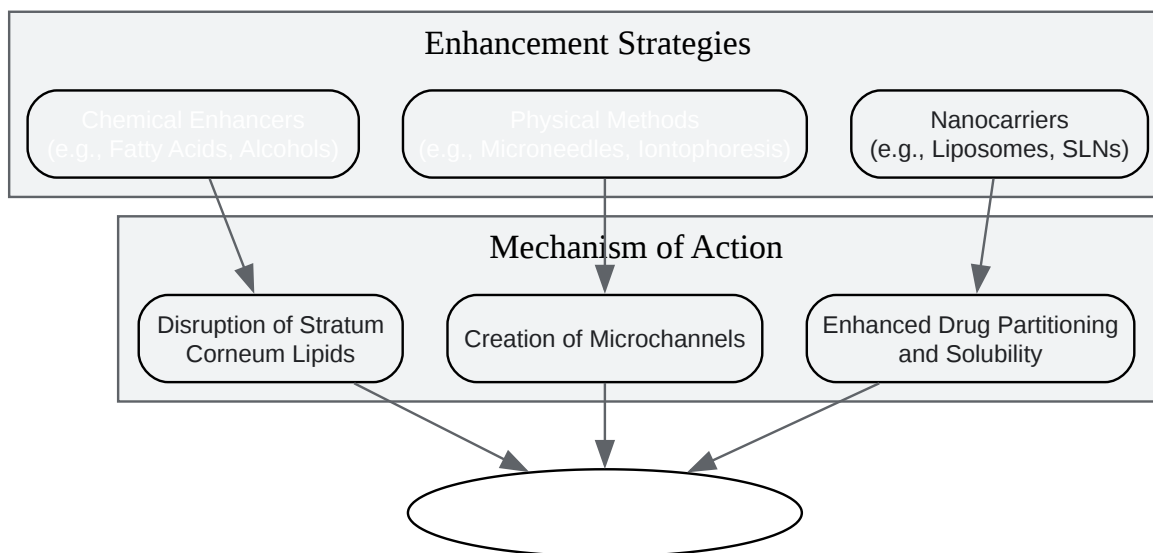 Enhancement Strategies
Chemical Enhancers
(e.g., Fatty Acids, Alcohols)
Physical Methods
(e.g., Microneedles, Iontophoresis)
Nanocarriers
(e.g., Liposomes, SLNs)
Mechanism of Action
Disruption of Stratum
Corneum Lipids
Creation of Microchannels
Enhanced Drug Partitioning
and Solubility